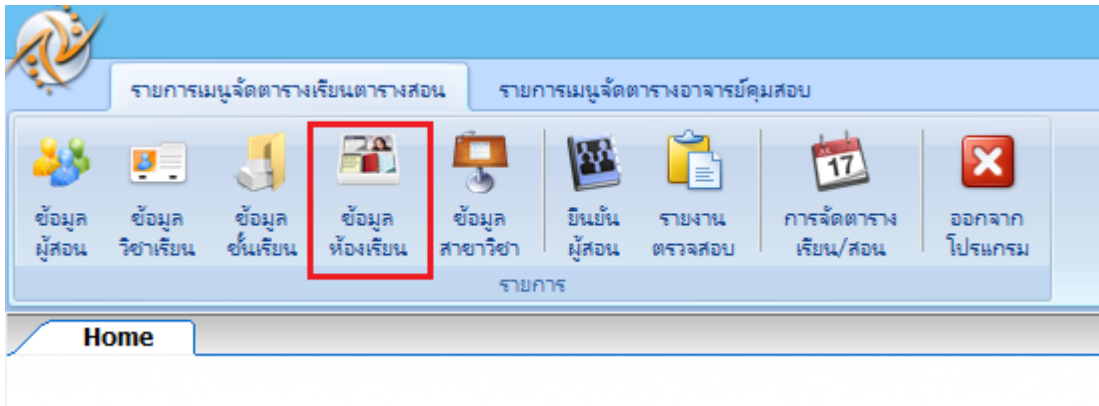 รายการเมนูจัดตารางเรียนตารางสอน รายการเมนูจัดตารางอาจารย์คุมสอบ
ข้อมูล ข้อมูล ข้อมูล ข้อมูล ข้อมูล ยืนยัน รายงาน การจัดตาราง ออกจาก
ผู้สอน วิชาเรียน ชั้นเรียน ห้องเรียน สาขาวิชา ผู้สอน ตรวจสอบ เรียน/สอน โปรแกรม
รายการ
Home